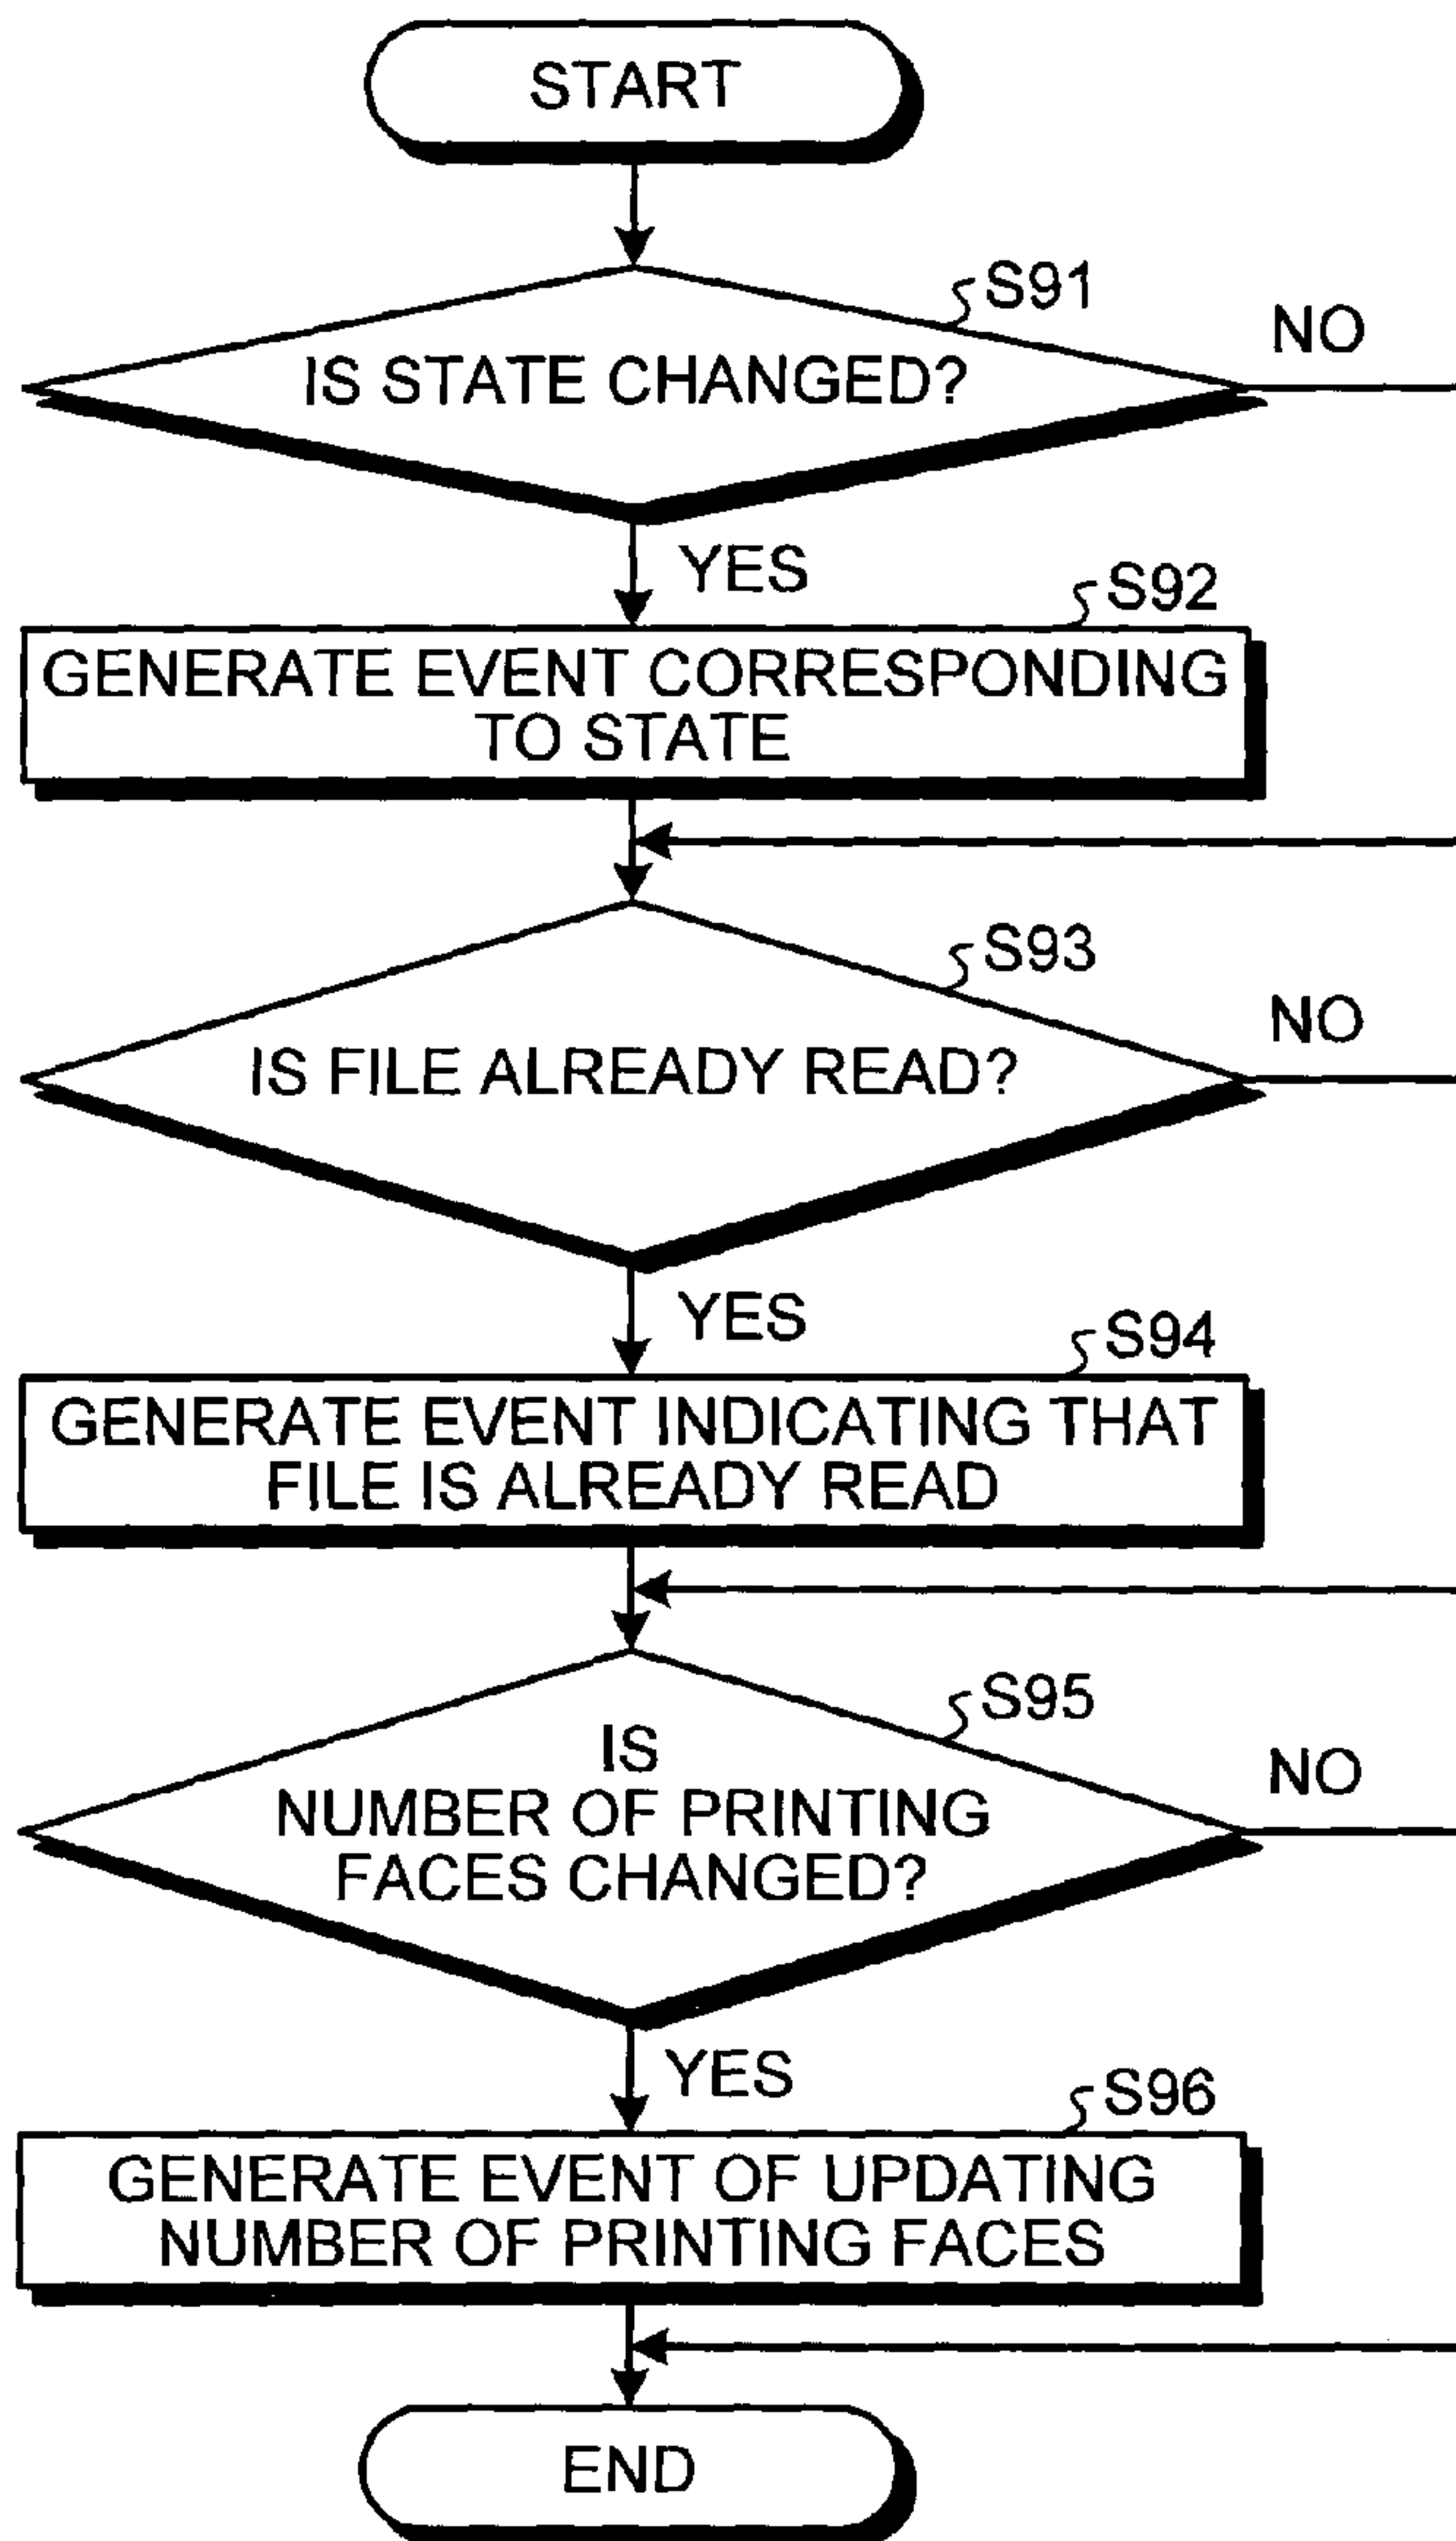 START
S91
NO
IS STATE CHANGED?
YES
S92
GENERATE EVENT CORRESPONDING
TO STATE
S93
NO
IS FILE ALREADY READ?
YES
S94
GENERATE EVENT INDICATING THAT
FILE IS ALREADY READ
S95
IS
NO
NUMBER OF PRINTING
FACES CHANGED?
YES
S96
GENERATE EVENT OF UPDATING
NUMBER OF PRINTING FACES
END